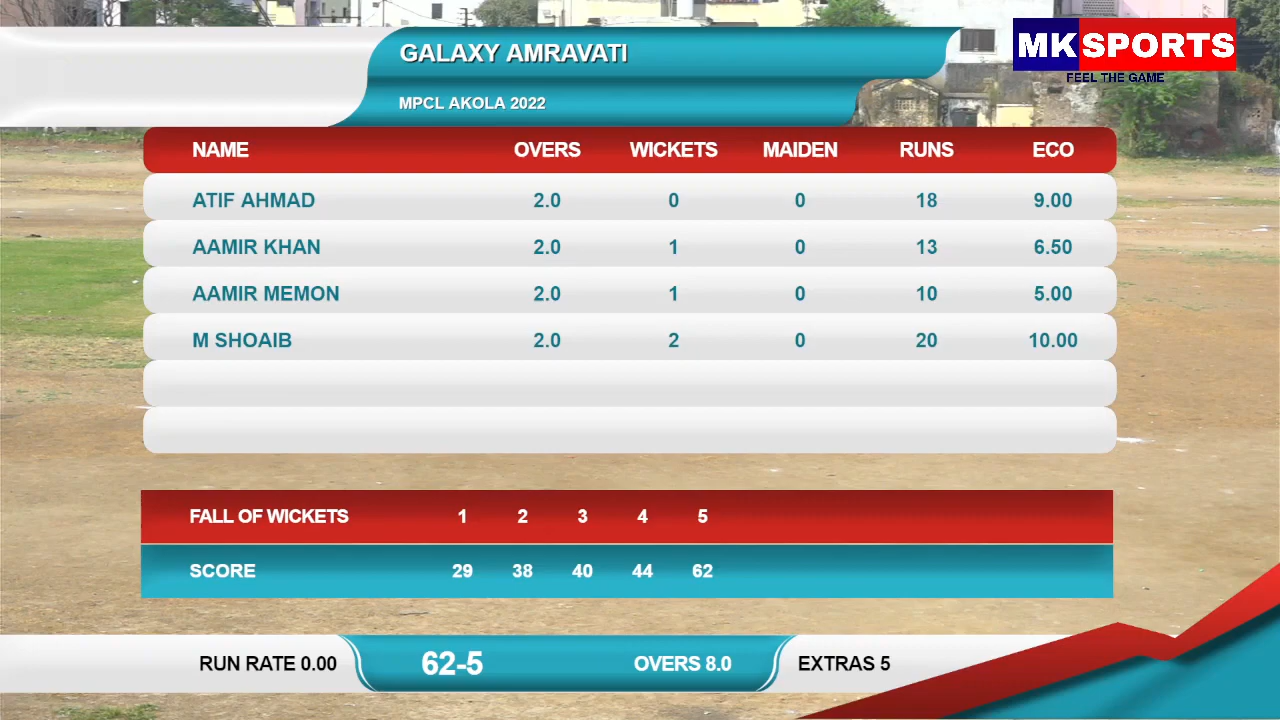 GALAXY AMRAVATI
MKSPORTS
FEEL THE GAME
MPCL AKOLA 2022
NAME OVERS WICKETS MAIDEN RUNS ECO
ATIF AHMAD 2.0 0 0 18 9.00
AAMIR KHAN 2.0 1 0 13 6.50
AAMIR MEMON 2.0 1 0 10 5.00
M SHOAIB 2.0 2 0 20 10.00
FALL OF WICKETS 1 2 3 4 5
SCORE 29 38 40 44 62
RUN RATE 0.00 62-5 OVERS 8.0 EXTRAS 5